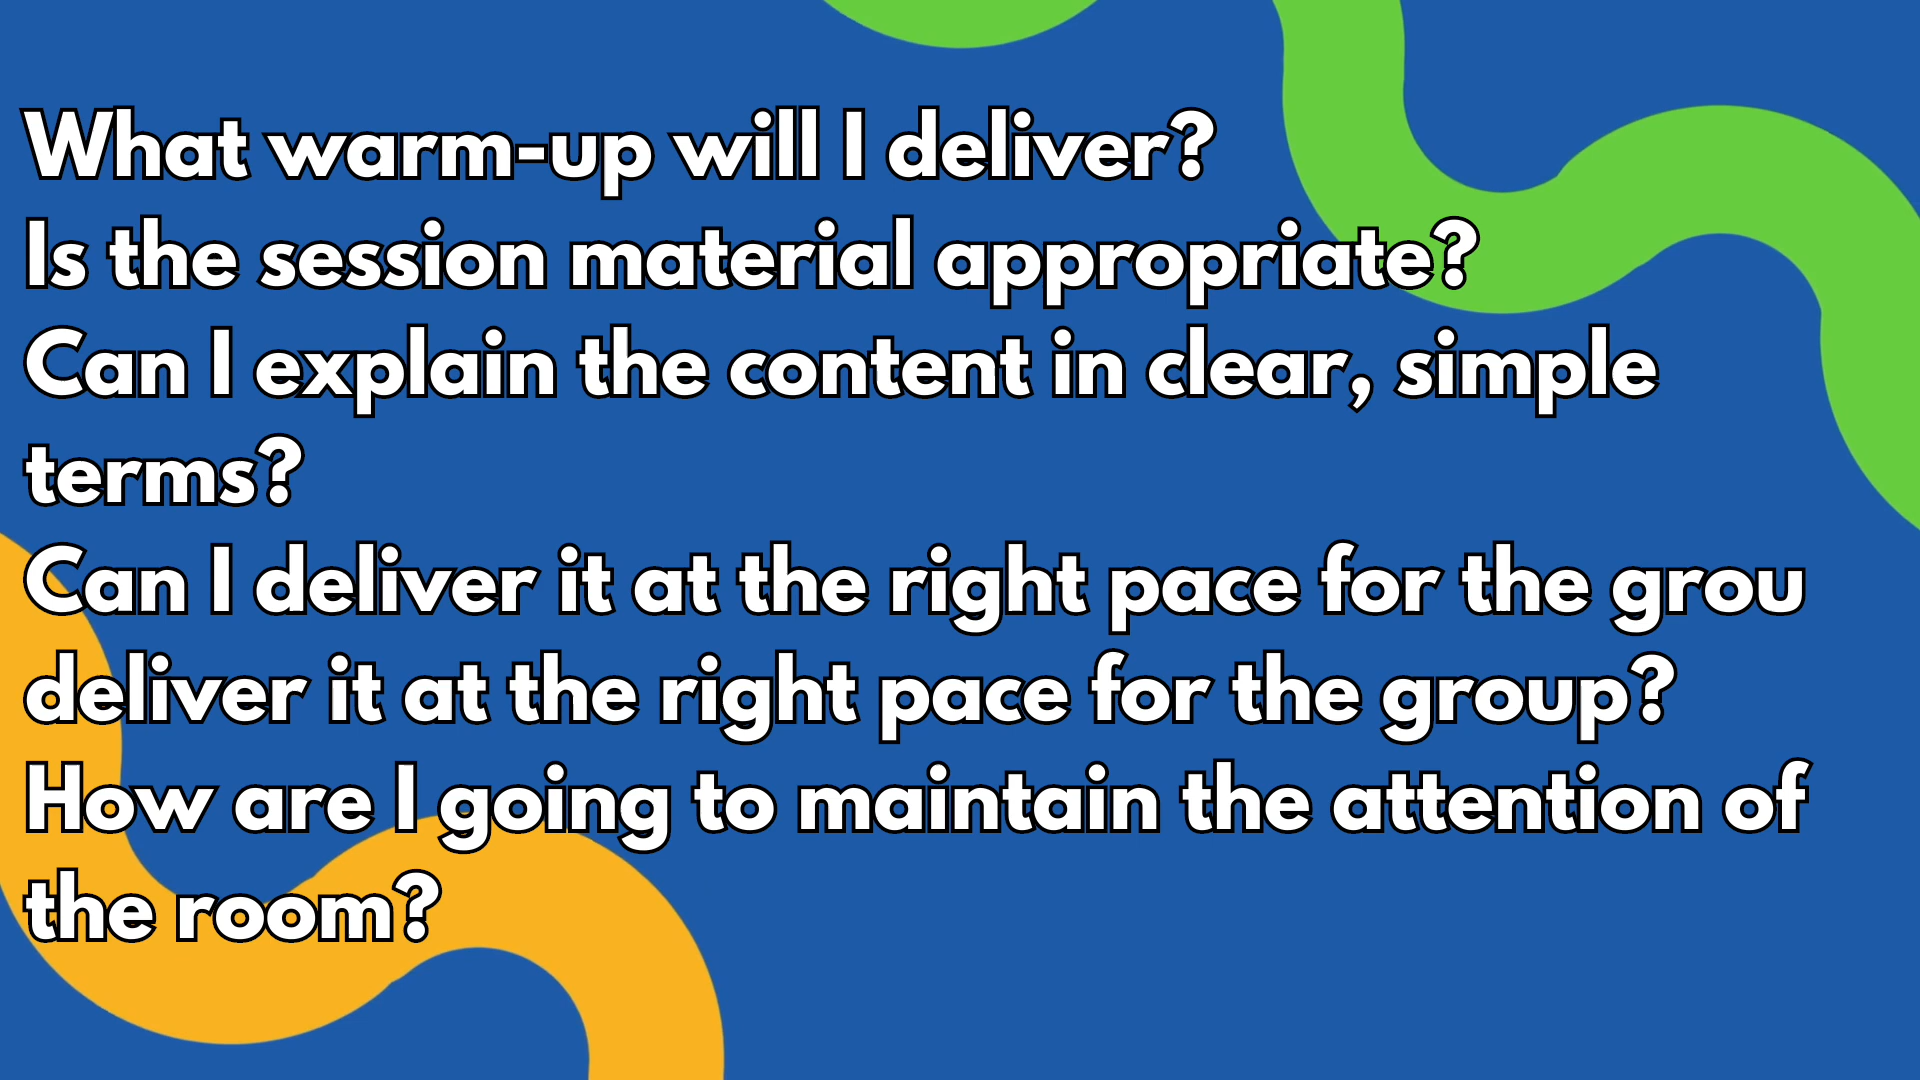 What warm-up will I deliver?
Is the session material appropriate?
Can I explain the content in clear, simple
terms?
Can I deliver it at the right pace for the grou
deliver it at the right pace for the group?
How are I going to maintain the attention of
the room?